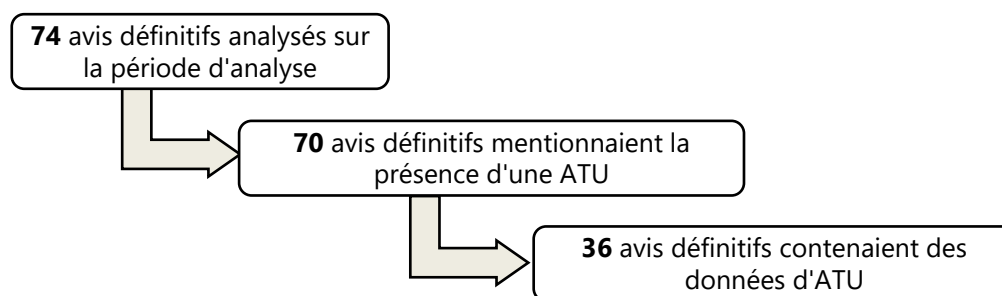 74 avis définitifs analysés sur
la période d'analyse
70 avis définitifs mentionnaient la
présence d'une ATU
36 avis définitifs contenaient des
données d'ATU